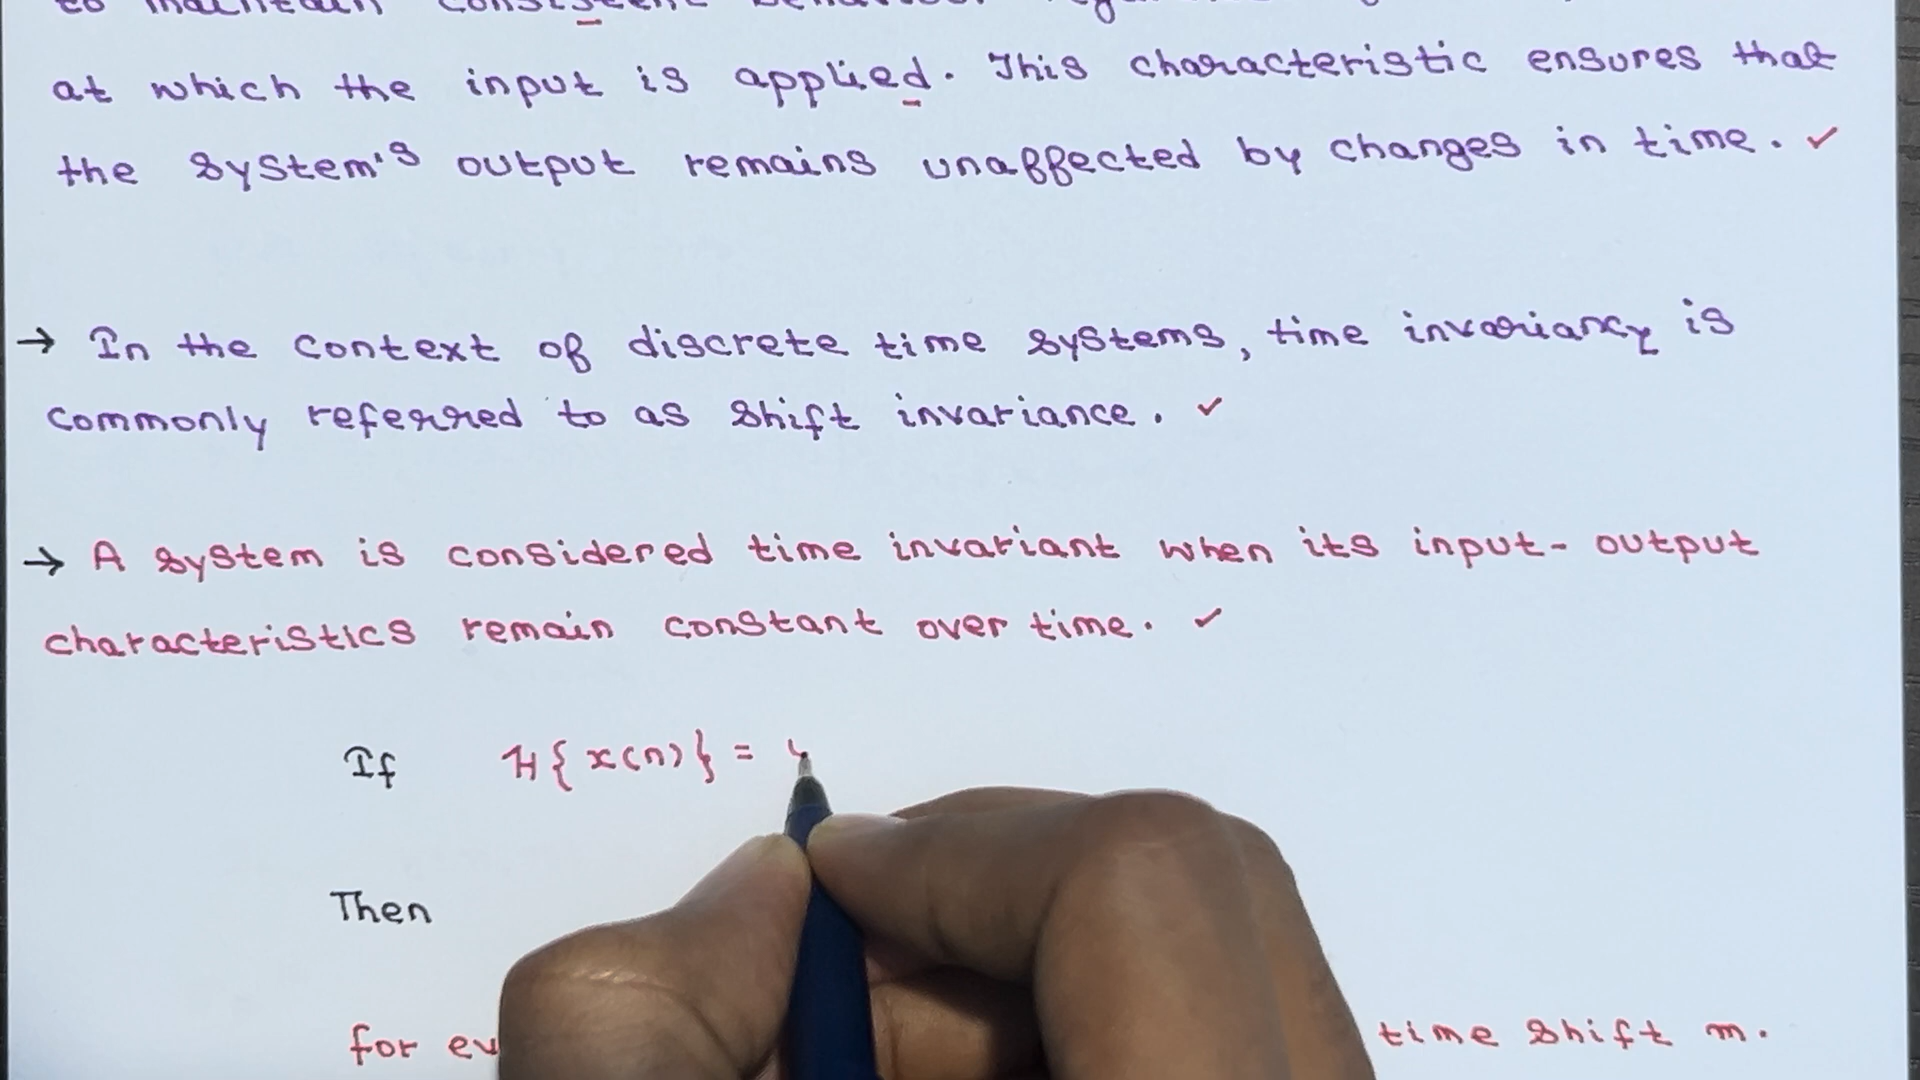 at which the input is applied. This characteristic ensures that
the system's output remains unaffected by changes in time. ✓
→ In the context of discrete time systems, time invariancy is
commonly referred to as shift invariance. ✓
→ A system is considered time invariant when its input-output
characteristics remain constant over time. ✓
If H{x(n)} =
Then
for time shift m.